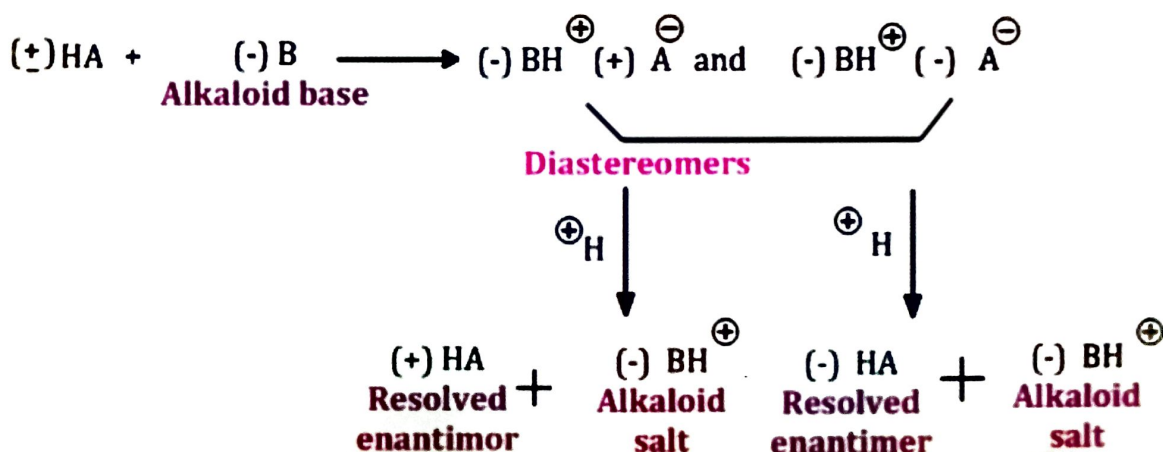 (±) HA + (-) B ⟶ (-) BH⊕ (+) A⊖ and (-) BH⊕ (-) A⊖
Alkaloid base
Diastereomers
⊕H ⊕H
(+) HA + (-) BH⊕ (-) HA + (-) BH⊕
Resolved Alkaloid Resolved Alkaloid
enantimor salt enantimer salt